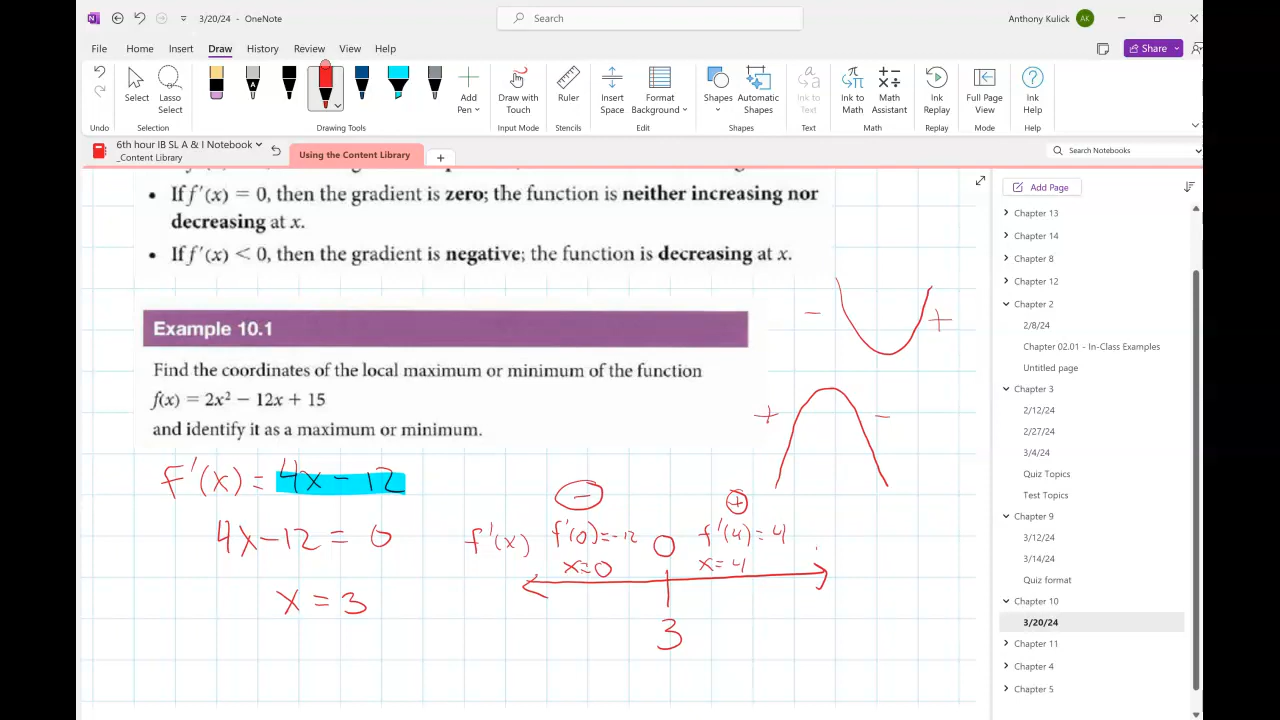 3/20/24 - OneNote
Search
Anthony Kulick
AK
File Home Insert Draw History Review View Help
Share
Select
Lasso Select
Add Pen
Draw with Touch
Ruler
Insert Space
Format Background
Shapes
Automatic Shapes
Ink to Text
Ink to Math
Math Assistant
Ink Replay
Full Page View
Ink Help
Undo
Selection
Drawing Tools
Input Mode
Stencils
Edit
Shapes
Text
Math
Replay
Mode
Help
6th hour IB SL A & I Notebook
_Content Library
Using the Content Library
Search Notebooks
Add Page
• If f′(x) = 0, then the gradient is zero; the function is neither increasing nor
decreasing at x.
• If f′(x) < 0, then the gradient is negative; the function is decreasing at x.
Example 10.1
Find the coordinates of the local maximum or minimum of the function
f(x) = 2x² − 12x + 15
and identify it as a maximum or minimum.
− +
+ −
f'(x) = 4x − 12
4x − 12 = 0
x = 3
− +
f'(x) f'(0)=-12 0 f'(4)=4
x=0 x=4
3
Chapter 13
Chapter 14
Chapter 8
Chapter 12
Chapter 2
2/8/24
Chapter 02.01 - In-Class Examples
Untitled page
Chapter 3
2/12/24
2/27/24
3/4/24
Quiz Topics
Test Topics
Chapter 9
3/12/24
3/14/24
Quiz format
Chapter 10
3/20/24
Chapter 11
Chapter 4
Chapter 5